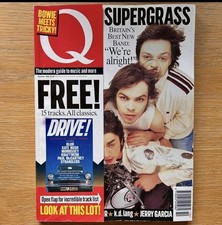 BOWIE
MEETS
TRICKY!
Q
The modern guide to music and more
FREE!
15 tracks. All classics.
DRIVE!
Open flap for incredible track list
LOOK AT THIS LOT!
SUPERGRASS
BRITAIN'S
BEST NEW
BAND:
"We're
alright!"
R ★ k.d. lang ★ JERRY GARCIA